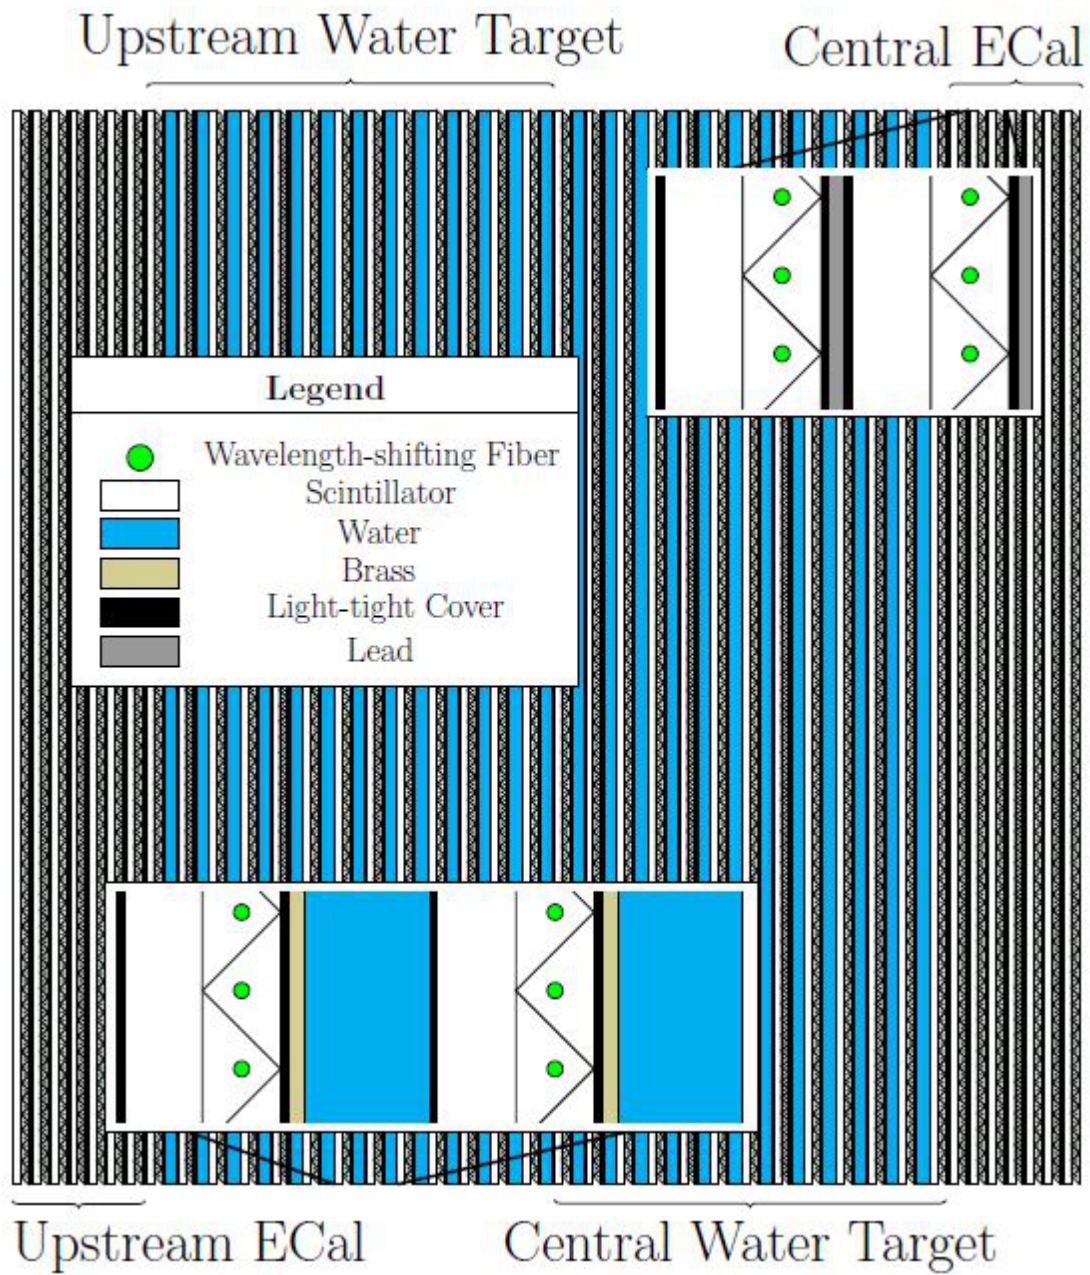 Upstream Water Target
Central ECal
Legend
Wavelength-shifting Fiber
Scintillator
Water
Brass
Light-tight Cover
Lead
Upstream ECal
Central Water Target